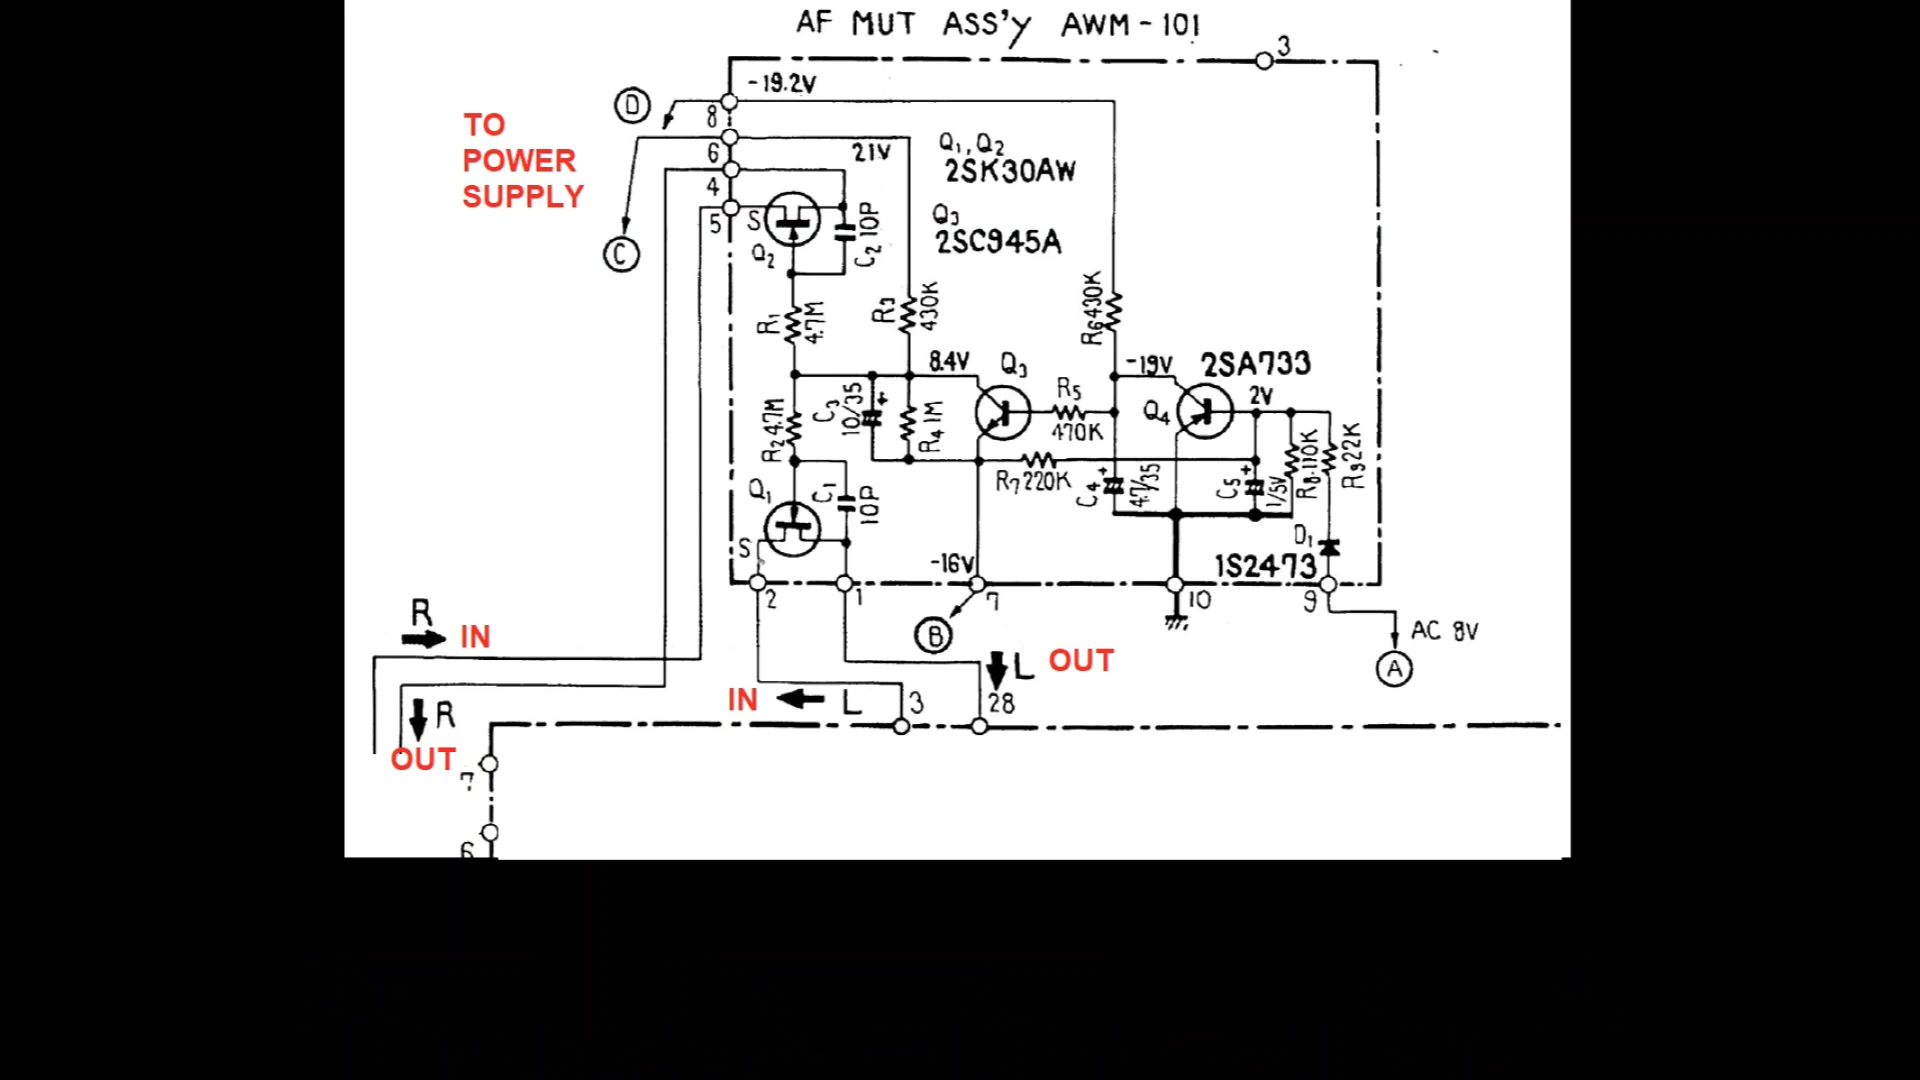 AF MUT ASS'y AWM-101
3
-19.2V
D
8
TO
POWER
SUPPLY
6
21V
Q1, Q2
2SK30AW
4
5
S
C2 10P
Q3
2SC945A
C
Q2
R1
4.7M
R3
430K
R6 430K
8.4V
Q3
-19V
2SA733
R2 4.7M
C3
10/35
+
R4 1M
R5
470K
Q4
2V
R7 220K
C4
+
4.7/35
C5
+
1/5V
R8 110K
R9 22K
Q1
C1
10P
S
D1
-16V
1S2473
2
1
7
10
9
R
IN
B
AC 8V
A
L OUT
IN
L
3
28
R
OUT
7
6